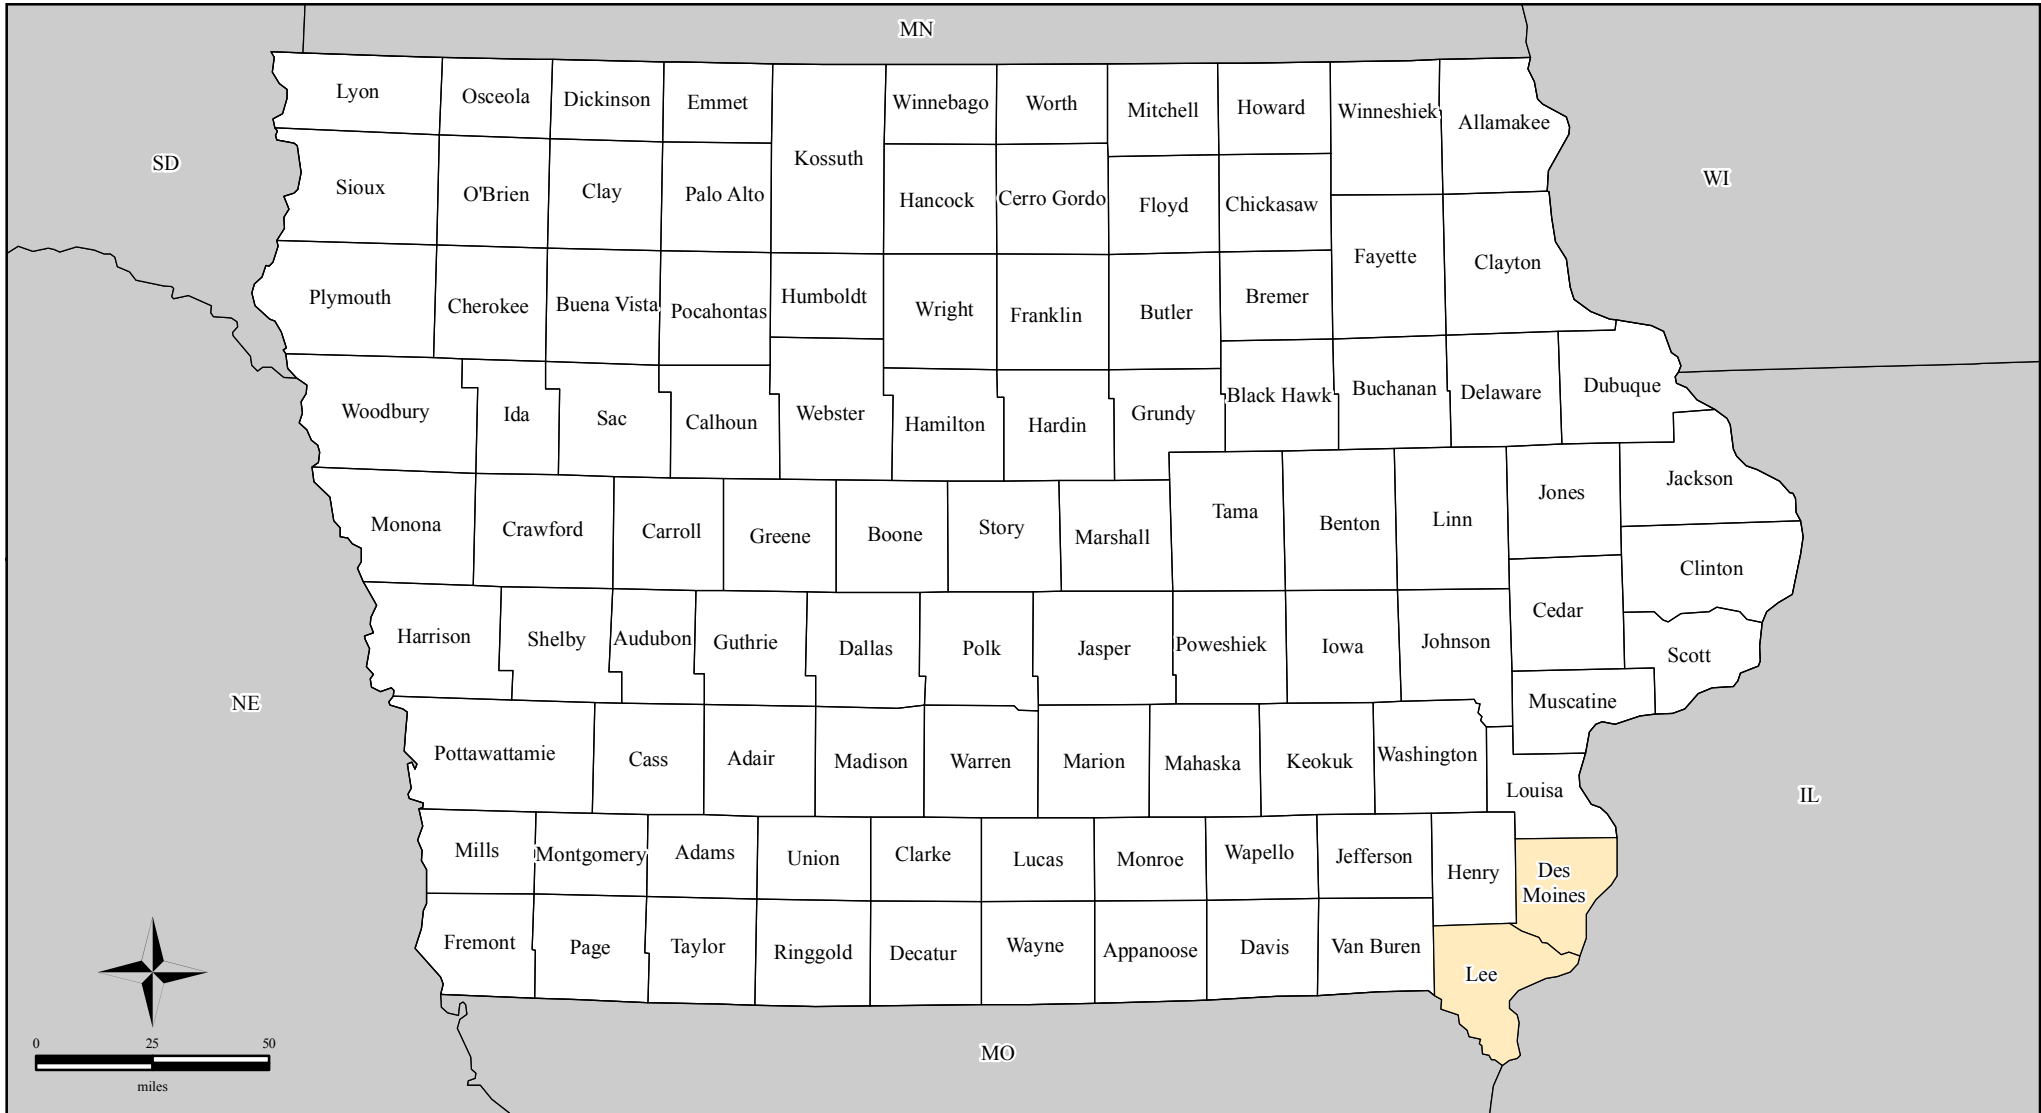 MN
Lyon
Osceola
Dickinson
Emmet
Kossuth
Winnebago
Worth
Mitchell
Howard
Winneshiek
Allamakee
SD
WI
Sioux
O'Brien
Clay
Palo Alto
Hancock
Cerro Gordo
Floyd
Chickasaw
Fayette
Clayton
Plymouth
Cherokee
Buena Vista
Pocahontas
Humboldt
Wright
Franklin
Butler
Bremer
Woodbury
Ida
Sac
Calhoun
Webster
Hamilton
Hardin
Grundy
Black Hawk
Buchanan
Delaware
Dubuque
Monona
Crawford
Carroll
Greene
Boone
Story
Marshall
Tama
Benton
Linn
Jones
Jackson
Clinton
Cedar
Harrison
Shelby
Audubon
Guthrie
Dallas
Polk
Jasper
Poweshiek
Iowa
Johnson
Scott
Muscatine
NE
Pottawattamie
Cass
Adair
Madison
Warren
Marion
Mahaska
Keokuk
Washington
Louisa
IL
Mills
Montgomery
Adams
Union
Clarke
Lucas
Monroe
Wapello
Jefferson
Henry
Des
Moines
Fremont
Page
Taylor
Ringgold
Decatur
Wayne
Appanoose
Davis
Van Buren
Lee
0 25 50
miles
MO